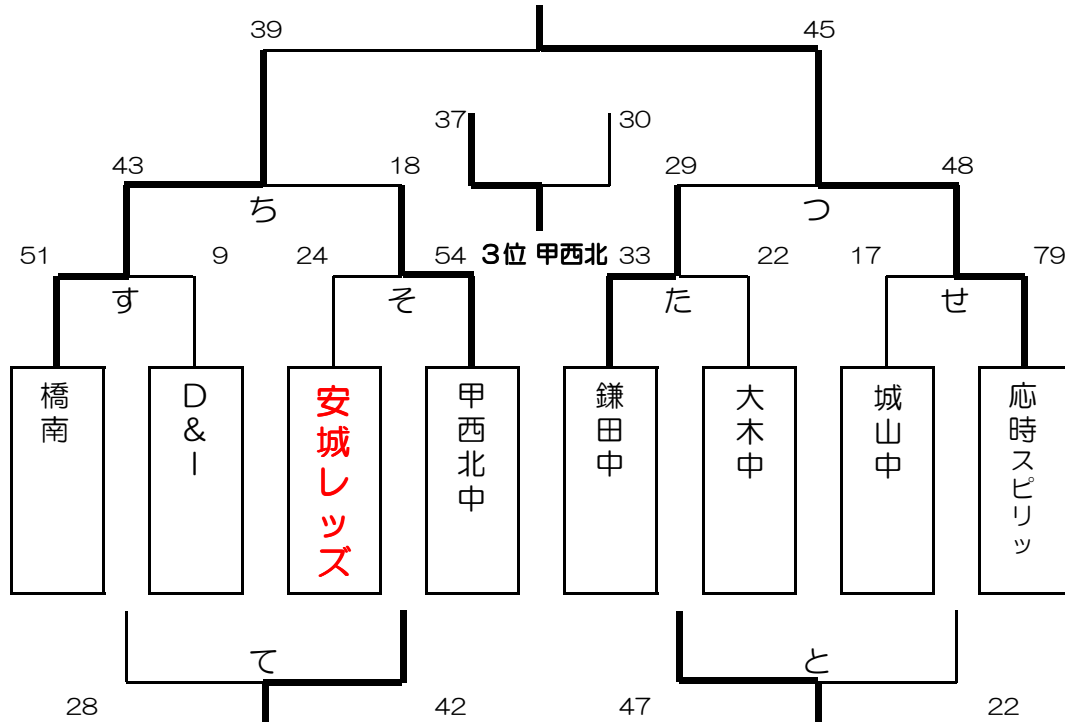 39 45
37 30
43 18 29 48
ち つ
51 9 24 54 3位 甲西北 33 22 17 79
す そ た せ
橋南
D&I
安城レッズ
甲西北中
鎌田中
大木中
城山中
応時スピリッ
て と
28 42 47 22